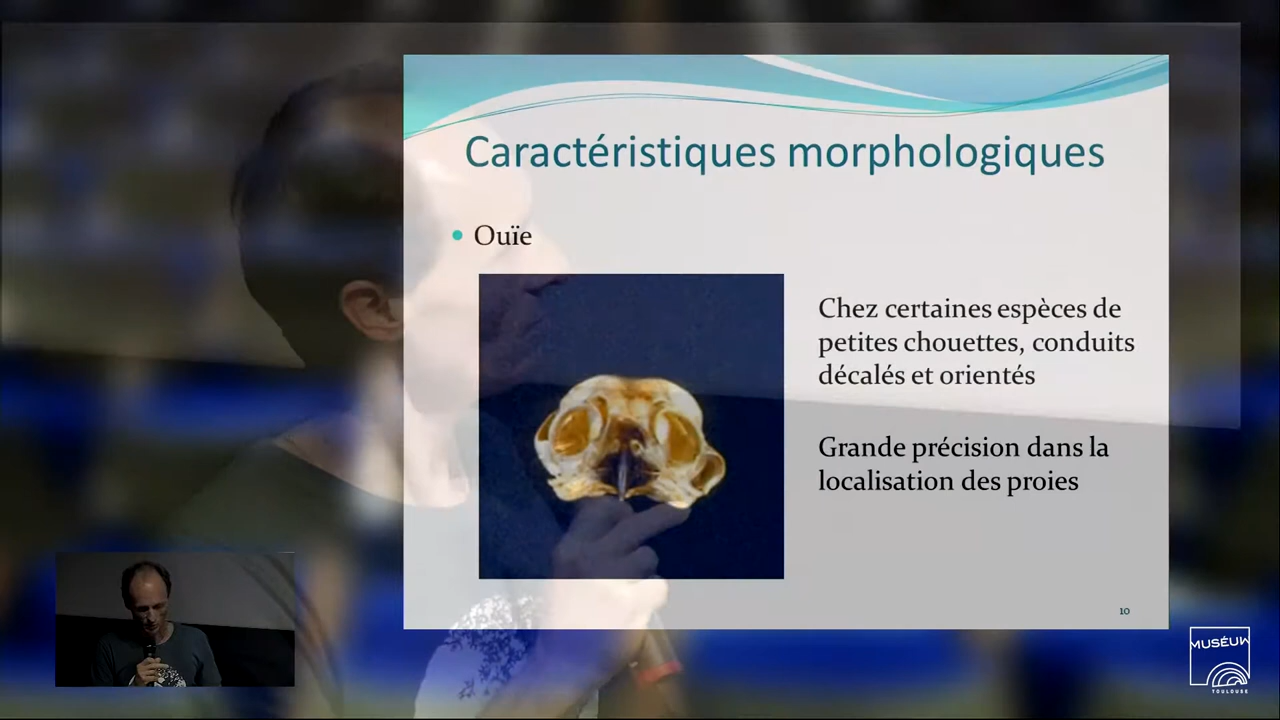 Caractéristiques morphologiques
• Ouïe
Chez certaines espèces de
petites chouettes, conduits
décalés et orientés
Grande précision dans la
localisation des proies
10
MUSÉUM
TOULOUSE